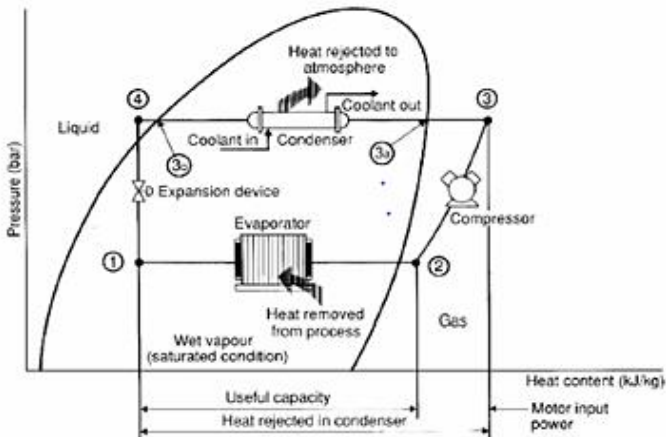 Pressure (bar)
Liquid
4
Heat rejected to
atmosphere
Coolant out
3
Coolant in
Condenser
3b
3a
Expansion device
Compressor
Evaporator
1
2
Heat removed
from process
Gas
Wet vapour
(saturated condition)
Heat content (kJ/kg)
Useful capacity
Heat rejected in condenser
Motor input
power